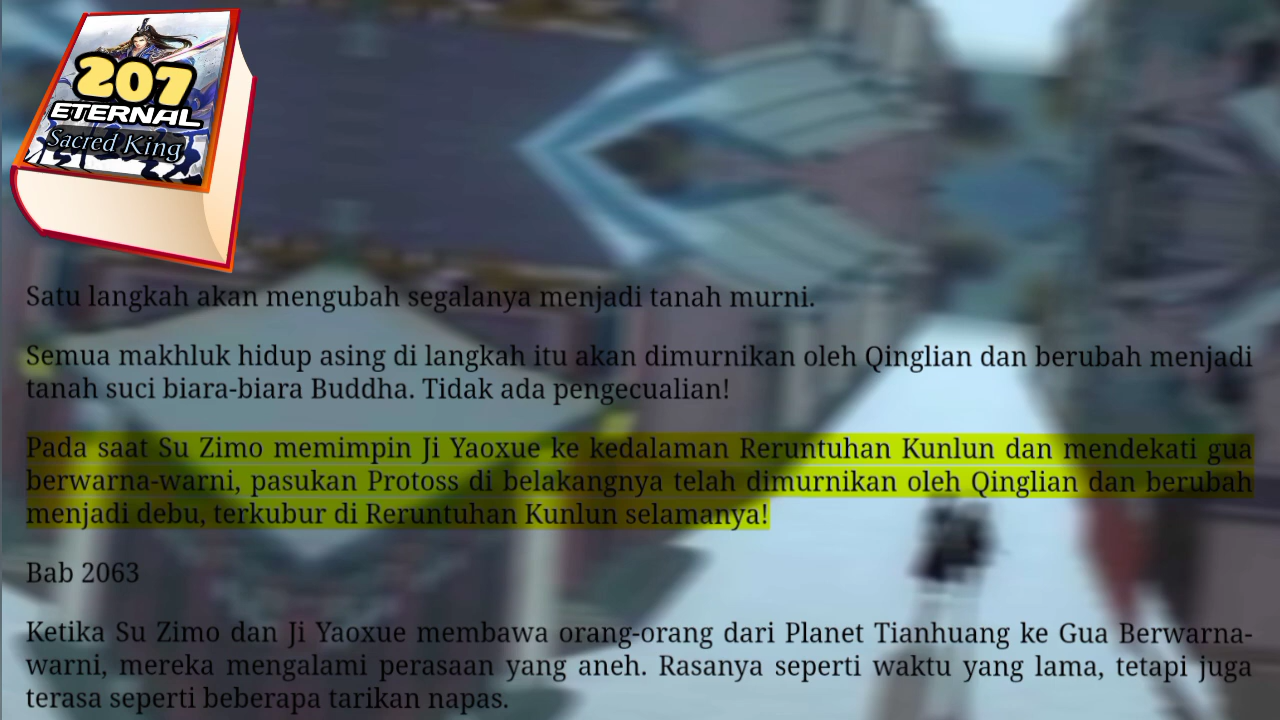 207
ETERNAL
Sacred King
Satu langkah akan mengubah segalanya menjadi tanah murni.
Semua makhluk hidup asing di langkah itu akan dimurnikan oleh Qinglian dan berubah menjadi
tanah suci biara-biara Buddha. Tidak ada pengecualian!
Pada saat Su Zimo memimpin Ji Yaoxue ke kedalaman Reruntuhan Kunlun dan mendekati gua
berwarna-warni, pasukan Protoss di belakangnya telah dimurnikan oleh Qinglian dan berubah
menjadi debu, terkubur di Reruntuhan Kunlun selamanya!
Bab 2063
Ketika Su Zimo dan Ji Yaoxue membawa orang-orang dari Planet Tianhuang ke Gua Berwarna-
warni, mereka mengalami perasaan yang aneh. Rasanya seperti waktu yang lama, tetapi juga
terasa seperti beberapa tarikan napas.